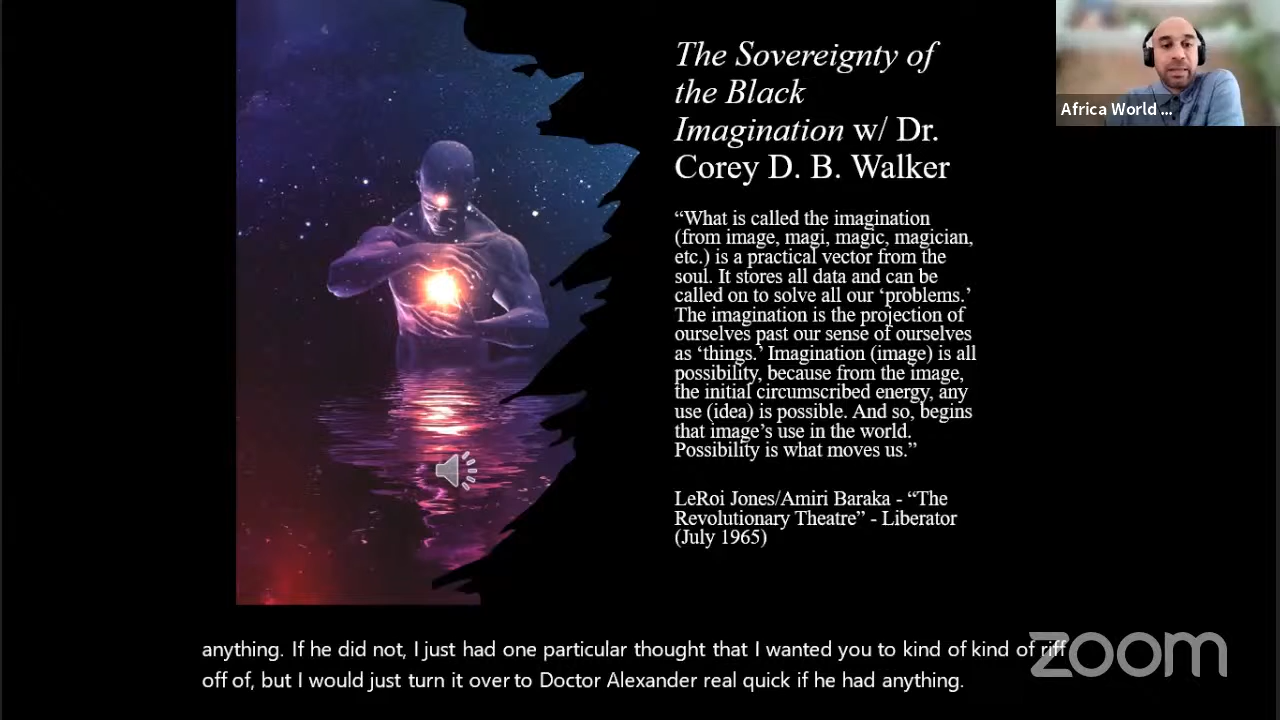 The Sovereignty of
the Black
Imagination w/ Dr.
Corey D. B. Walker
“What is called the imagination
(from image, magi, magic, magician,
etc.) is a practical vector from the
soul. It stores all data and can be
called on to solve all our ‘problems.’
The imagination is the projection of
ourselves past our sense of ourselves
as ‘things.’ Imagination (image) is all
possibility, because from the image,
the initial circumscribed energy, any
use (idea) is possible. And so, begins
that image’s use in the world.
Possibility is what moves us.”
LeRoi Jones/Amiri Baraka - “The
Revolutionary Theatre” - Liberator
(July 1965)
Africa World ...
anything. If he did not, I just had one particular thought that I wanted you to kind of kind of riff
off of, but I would just turn it over to Doctor Alexander real quick if he had anything.
zoom